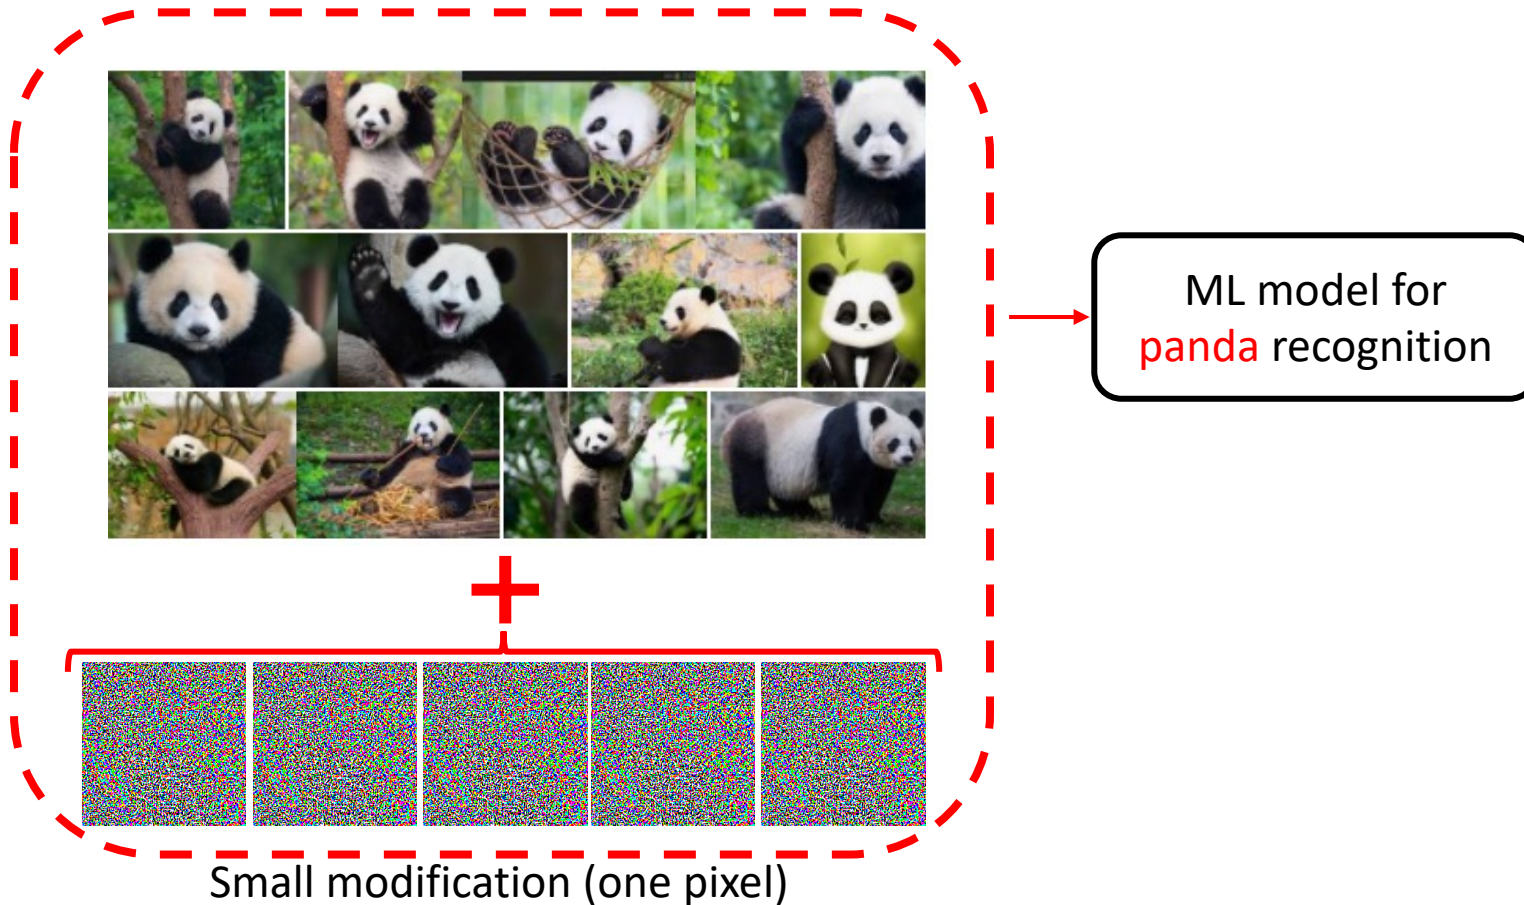 ML model for
panda recognition
Small modification (one pixel)